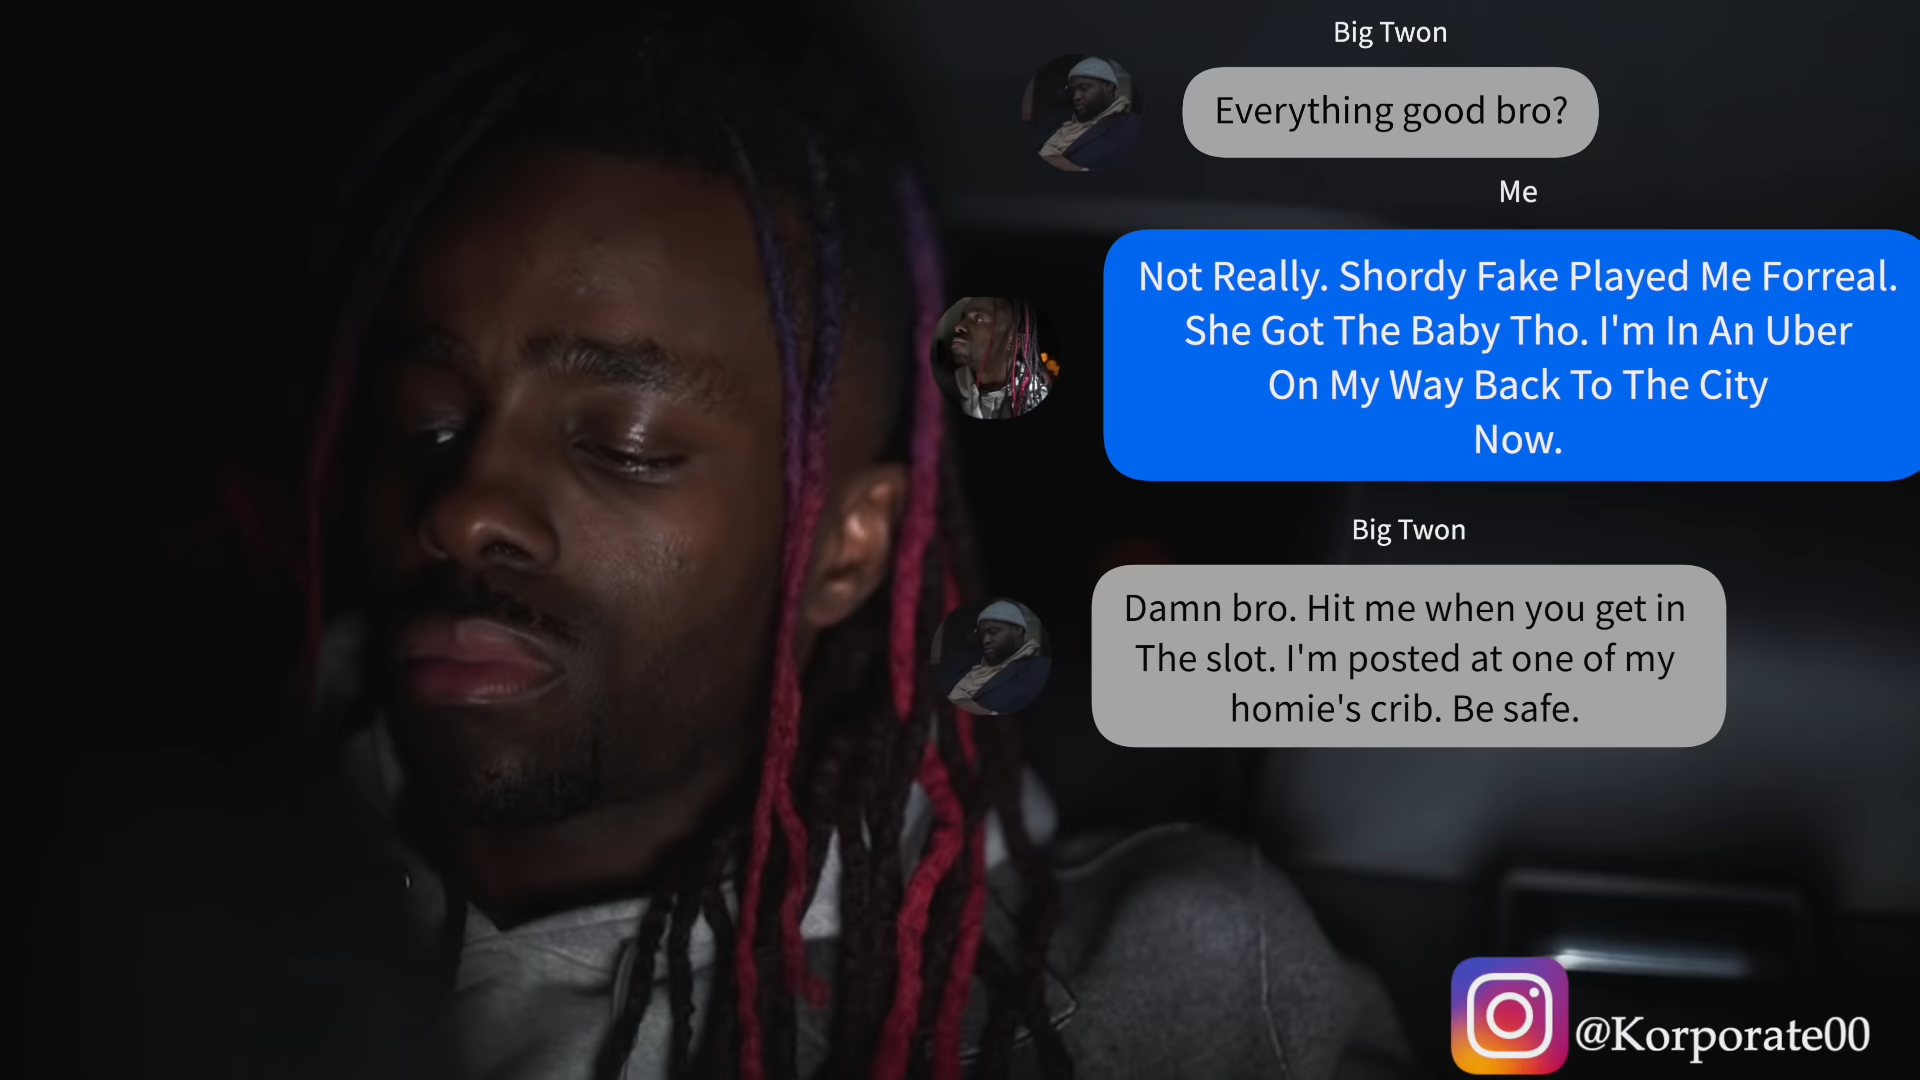 Big Twon
Everything good bro?
Me
Not Really. Shordy Fake Played Me Forreal.
She Got The Baby Tho. I'm In An Uber
On My Way Back To The City
Now.
Big Twon
Damn bro. Hit me when you get in
The slot. I'm posted at one of my
homie's crib. Be safe.
@Korporate00